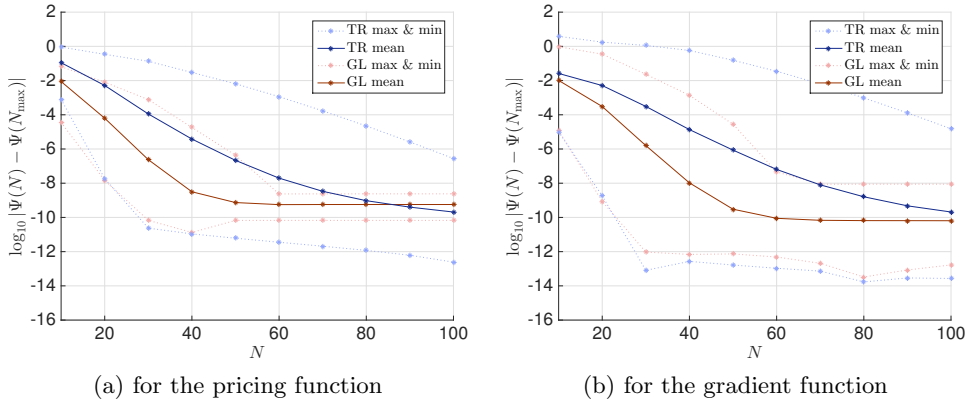 0
-2
-4
-6
-8
-10
-12
-14
-16
20
40
60
80
100
N
log₁₀ |Ψ(N) − Ψ(Nₘₐₓ)|
TR max & min
TR mean
GL max & min
GL mean
(a) for the pricing function
2
0
-2
-4
-6
-8
-10
-12
-14
-16
20
40
60
80
100
N
log₁₀ |Ψ(N) − Ψ(Nₘₐₓ)|
TR max & min
TR mean
GL max & min
GL mean
(b) for the gradient function